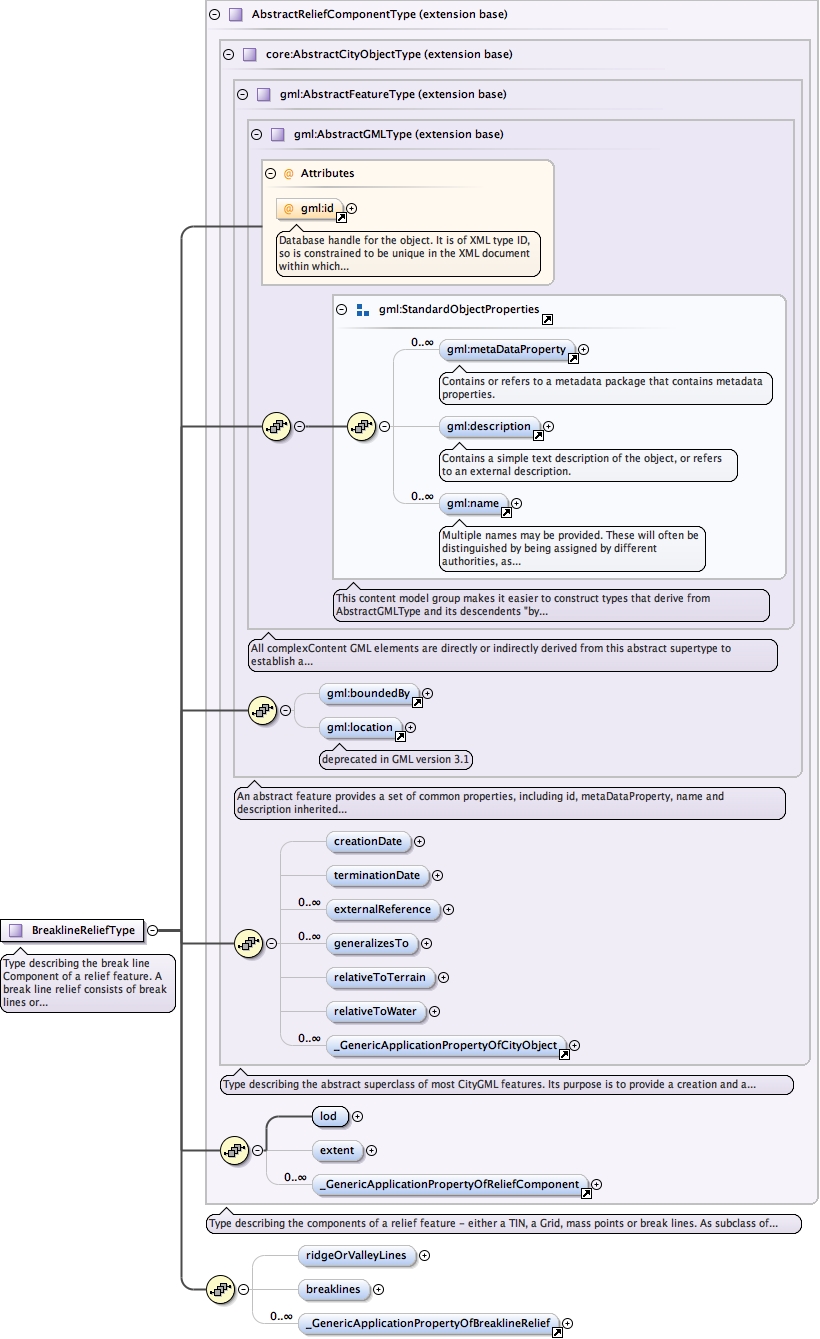 AbstractReliefComponentType (extension base)
core:AbstractCityObjectType (extension base)
gml:AbstractFeatureType (extension base)
gml:AbstractGMLType (extension base)
@ Attributes
@ gml:id
Database handle for the object. It is of XML type ID,
so is constrained to be unique in the XML document
within which...
gml:StandardObjectProperties
0..∞
gml:metaDataProperty
Contains or refers to a metadata package that contains metadata
properties.
gml:description
Contains a simple text description of the object, or refers
to an external description.
0..∞
gml:name
Multiple names may be provided. These will often be
distinguished by being assigned by different
authorities, as...
This content model group makes it easier to construct types that derive from
AbstractGMLType and its descendents "by...
All complexContent GML elements are directly or indirectly derived from this abstract supertype to
establish a...
gml:boundedBy
gml:location
deprecated in GML version 3.1
An abstract feature provides a set of common properties, including id, metaDataProperty, name and
description inherited...
creationDate
terminationDate
0..∞
externalReference
0..∞
generalizesTo
relativeToTerrain
relativeToWater
0..∞
_GenericApplicationPropertyOfCityObject
BreaklineReliefType
Type describing the break line
Component of a relief feature. A
break line relief consists of break
lines or...
Type describing the abstract superclass of most CityGML features. Its purpose is to provide a creation and a...
lod
extent
0..∞
_GenericApplicationPropertyOfReliefComponent
Type describing the components of a relief feature - either a TIN, a Grid, mass points or break lines. As subclass of...
ridgeOrValleyLines
breaklines
0..∞
_GenericApplicationPropertyOfBreaklineRelief